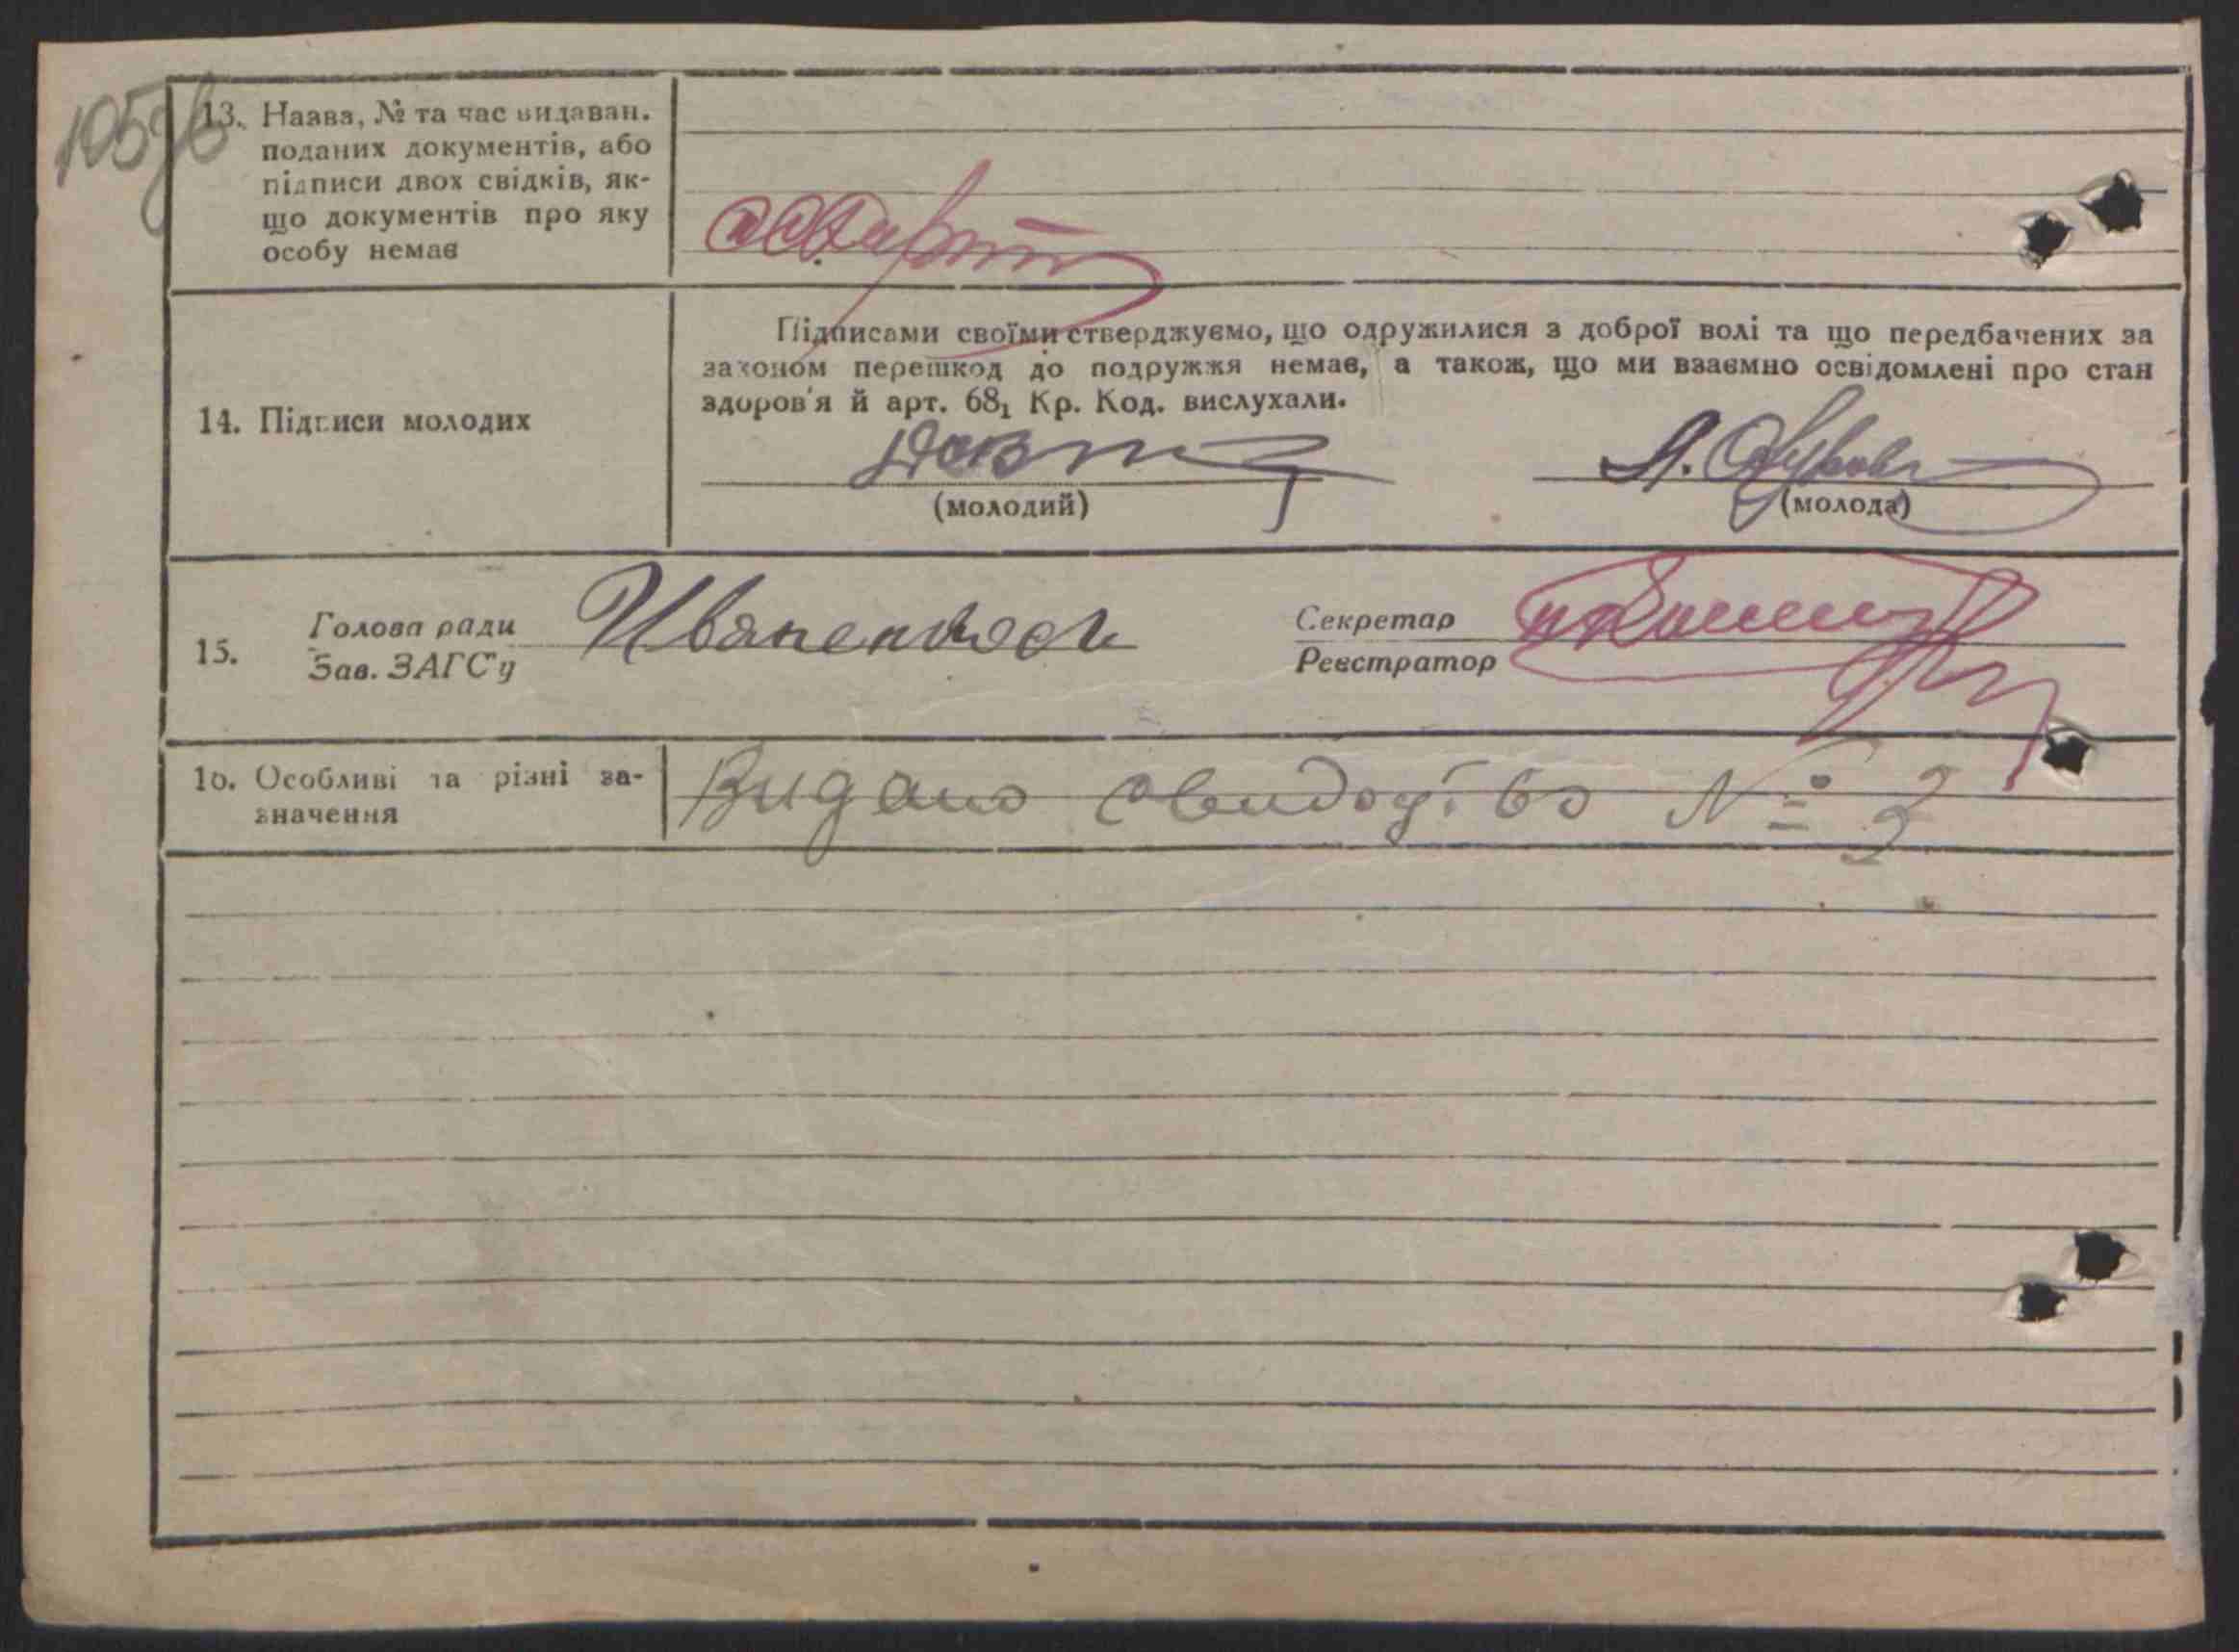 105зв
13. Назва, № та час видаван.
поданих документів, або
підписи двох свідків, як-
що документів про яку
особу немає
Підписами своїми стверджуємо, що одружилися з доброї волі та що передбачених за
законом перешкод до подружжя немає, а також, що ми взаємно освідомлені про стан
здоров'я й арт. 68₁ Кр. Код. вислухали.
14. Підписи молодих
(молодий) (молода)
15. Голова ради Секретар
Зав. ЗАГС'у Реєстратор
16. Особливі та різні за-
значення
Видано № 2